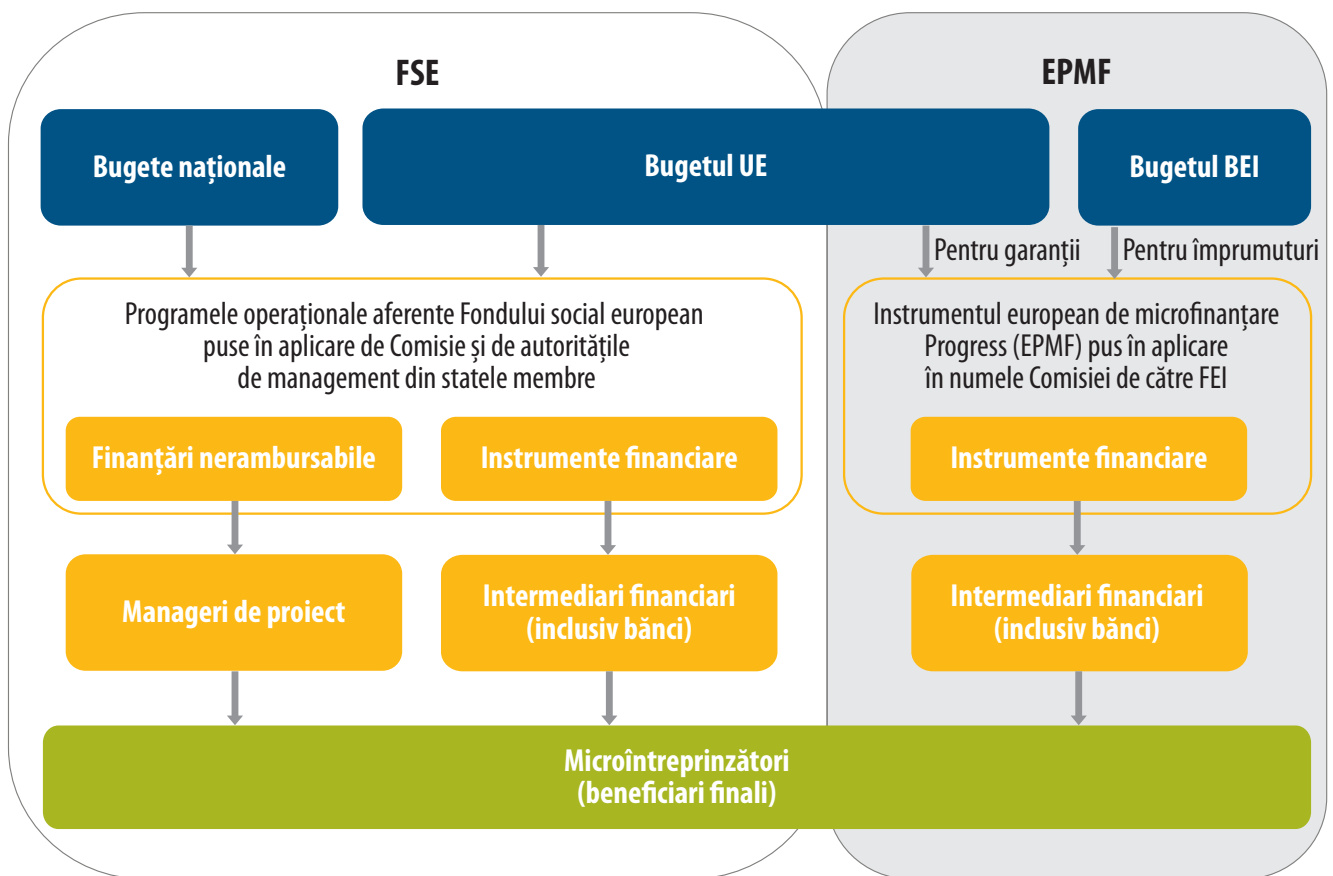 FSE
EPMF
Bugete naționale
Bugetul UE
Bugetul BEI
Pentru garanții
Pentru împrumuturi
Programele operaționale aferente Fondului social european
puse în aplicare de Comisie și de autoritățile
de management din statele membre
Instrumentul european de microfinanțare
Progress (EPMF) pus în aplicare
în numele Comisiei de către FEI
Finanțări nerambursabile
Instrumente financiare
Instrumente financiare
Manageri de proiect
Intermediari financiari
(inclusiv bănci)
Intermediari financiari
(inclusiv bănci)
Microîntreprinzători
(beneficiari finali)